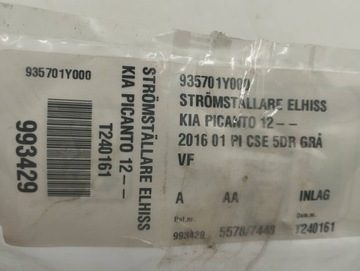 935701Y000
993429
STRÖMSTÄLLARE ELHISS
KIA PICANTO 12--
T240161
935701Y000
STRÖMSTÄLLARE ELHISS
KIA PICANTO 12--
2016 01 PI CSE 5DR GRÅ
VF
A AA INLAG
993429 5578/7448 T240161